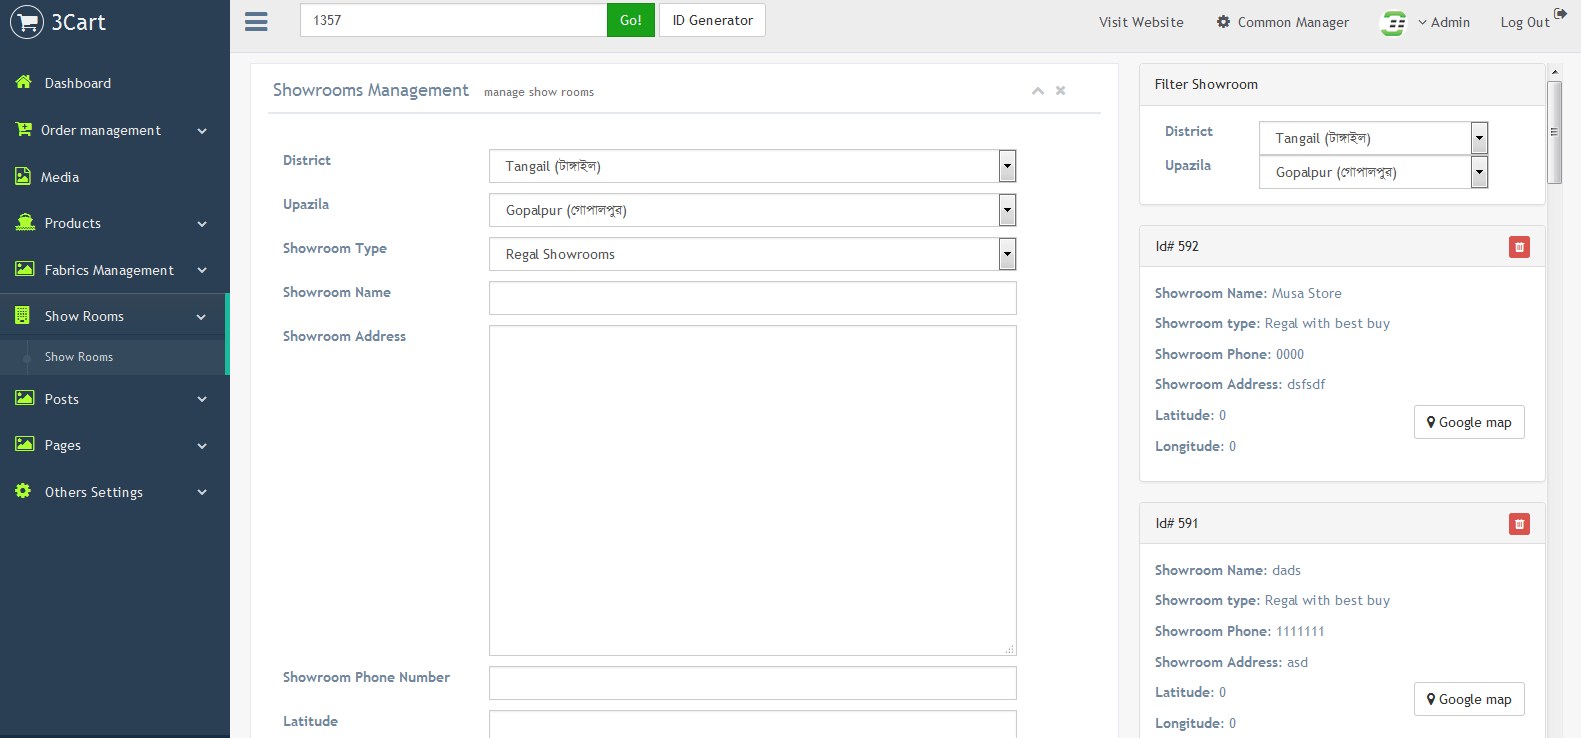 3Cart
1357
Go!
ID Generator
Visit Website
Common Manager
Admin
Log Out
Dashboard
Order management
Media
Products
Fabrics Management
Show Rooms
Show Rooms
Posts
Pages
Others Settings
Showrooms Management manage show rooms
District
Tangail (টাঙ্গাইল)
Upazila
Gopalpur (গোপালপুর)
Showroom Type
Regal Showrooms
Showroom Name
Showroom Address
Showroom Phone Number
Latitude
Filter Showroom
District
Tangail (টাঙ্গাইল)
Upazila
Gopalpur (গোপালপুর)
Id# 592
Showroom Name: Musa Store
Showroom type: Regal with best buy
Showroom Phone: 0000
Showroom Address: dsfsdf
Latitude: 0
Google map
Longitude: 0
Id# 591
Showroom Name: dads
Showroom type: Regal with best buy
Showroom Phone: 1111111
Showroom Address: asd
Latitude: 0
Google map
Longitude: 0